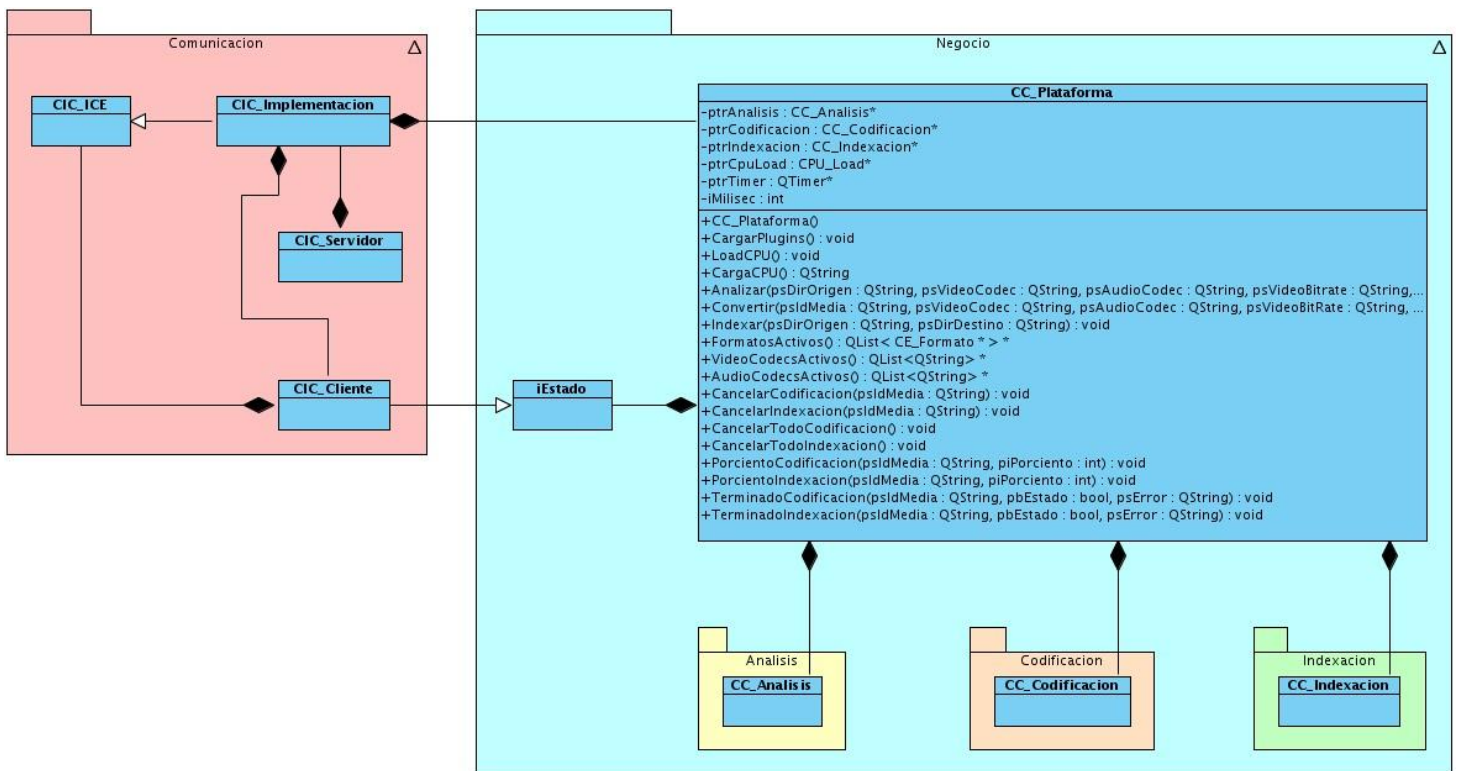 Comunicacion
Negocio
CIC_ICE
CIC_Implementacion
CIC_Servidor
CIC_Cliente
iEstado
CC_Plataforma
-ptrAnalisis : CC_Analisis*
-ptrCodificacion : CC_Codificacion*
-ptrIndexacion : CC_Indexacion*
-ptrCpuLoad : CPU_Load*
-ptrTimer : QTimer*
-iMilisec : int
+CC_Plataforma()
+CargarPlugins() : void
+LoadCPU() : void
+CargaCPU() : QString
+Analizar(psDirOrigen : QString, psVideoCodec : QString, psAudioCodec : QString, psVideoBitrate : QString,...
+Convertir(psIdMedia : QString, psVideoCodec : QString, psAudioCodec : QString, psVideoBitRate : QString, ...
+Indexar(psDirOrigen : QString, psDirDestino : QString) : void
+FormatosActivos() : QList< CE_Formato * > *
+VideoCodecsActivos() : QList<QString> *
+AudioCodecsActivos() : QList<QString> *
+CancelarCodificacion(psIdMedia : QString) : void
+CancelarIndexacion(psIdMedia : QString) : void
+CancelarTodoCodificacion() : void
+CancelarTodoIndexacion() : void
+PorcientoCodificacion(psIdMedia : QString, piPorciento : int) : void
+PorcientoIndexacion(psIdMedia : QString, piPorciento : int) : void
+TerminadoCodificacion(psIdMedia : QString, pbEstado : bool, psError : QString) : void
+TerminadoIndexacion(psIdMedia : QString, pbEstado : bool, psError : QString) : void
Analisis
CC_Analisis
Codificacion
CC_Codificacion
Indexacion
CC_Indexacion